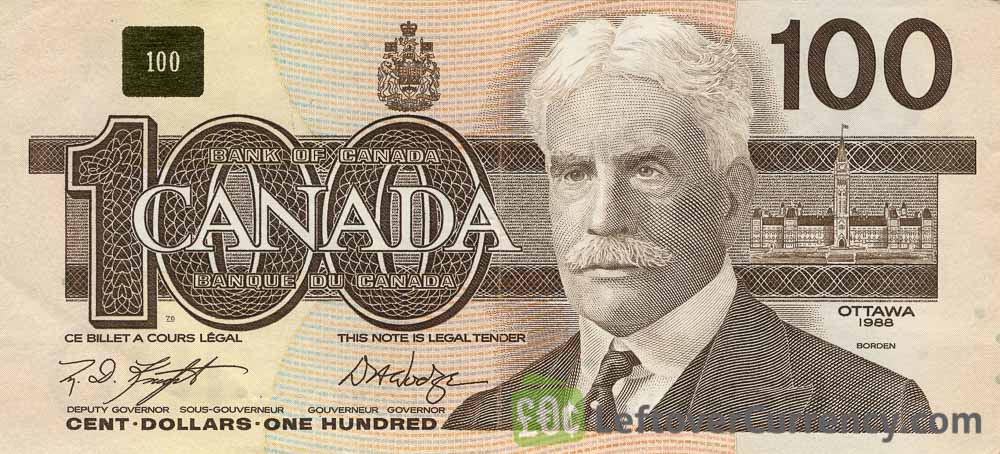 100
100
BANK OF CANADA
100
CANADA
BANQUE DU CANADA
OTTAWA
1988
CE BILLET A COURS LÉGAL
THIS NOTE IS LEGAL TENDER
BORDEN
DEPUTY GOVERNOR SOUS-GOUVERNEUR
GOUVERNEUR GOVERNOR
CENT·DOLLARS·ONE HUNDRED
LeftoverCurrency.com